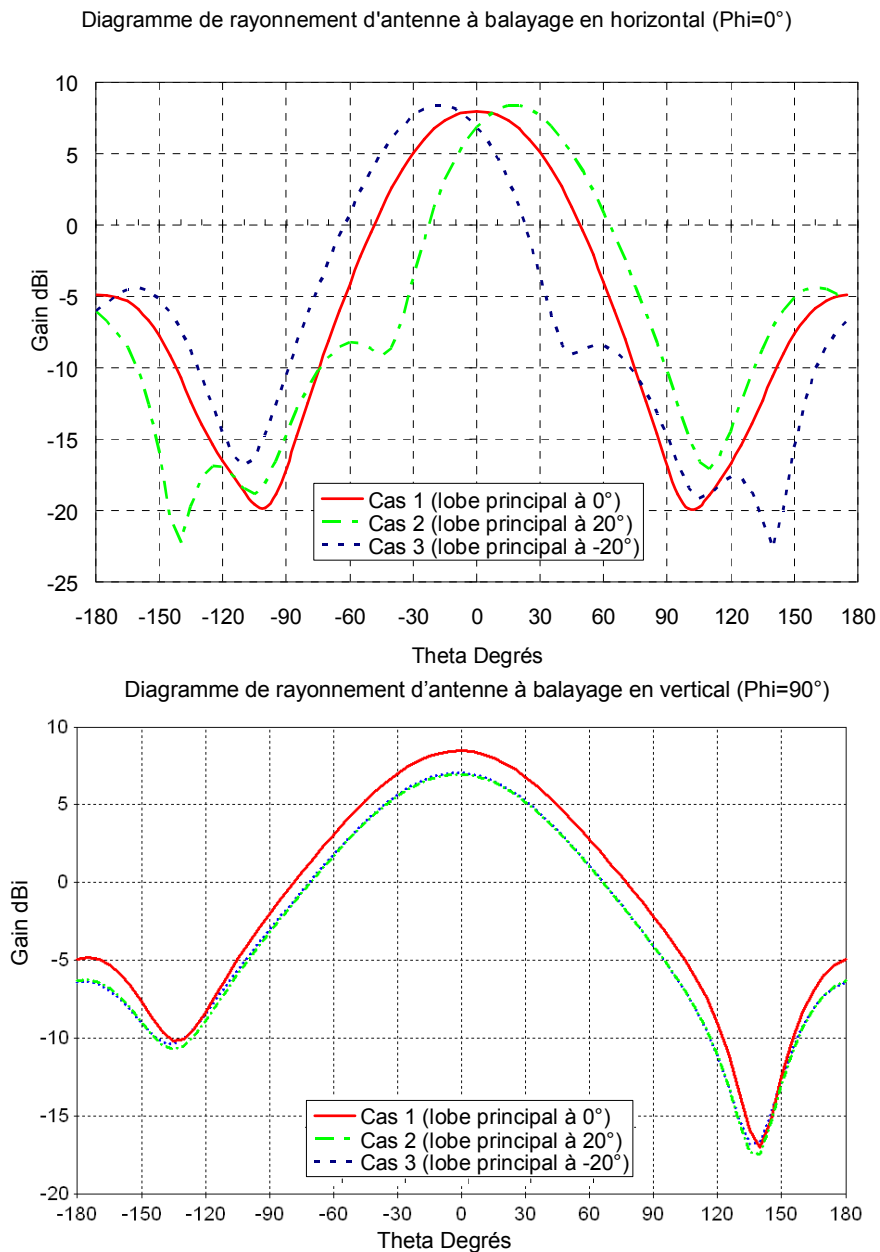 Diagramme de rayonnement d'antenne à balayage en horizontal (Phi=0°)
10
5
0
-5
-10
-15
-20
-25
Gain dBi
Cas 1 (lobe principal à 0°)
Cas 2 (lobe principal à 20°)
Cas 3 (lobe principal à -20°)
-180 -150 -120 -90 -60 -30 0 30 60 90 120 150 180
Theta Degrés
Diagramme de rayonnement d’antenne à balayage en vertical (Phi=90°)
10
5
0
-5
-10
-15
-20
Gain dBi
Cas 1 (lobe principal à 0°)
Cas 2 (lobe principal à 20°)
Cas 3 (lobe principal à -20°)
-180 -150 -120 -90 -60 -30 0 30 60 90 120 150 180
Theta Degrés